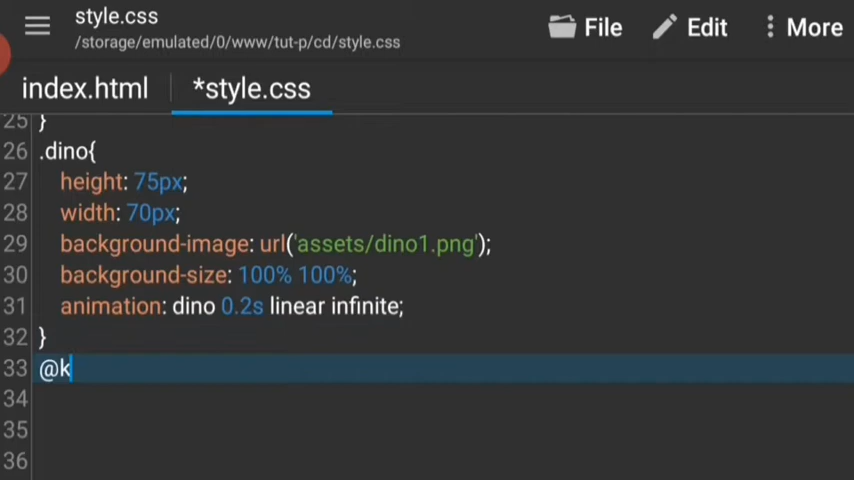 style.css
/storage/emulated/0/www/tut-p/cd/style.css
File
Edit
More
index.html
*style.css
25 }
26 .dino{
27 height: 75px;
28 width: 70px;
29 background-image: url('assets/dino1.png');
30 background-size: 100% 100%;
31 animation: dino 0.2s linear infinite;
32 }
33 @k
34
35
36